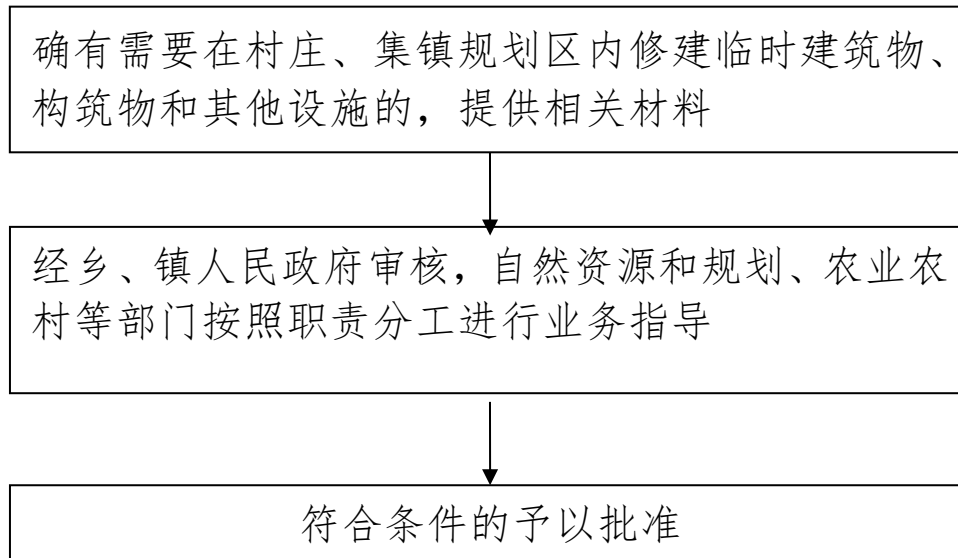 确有需要在村庄、集镇规划区内修建临时建筑物、
构筑物和其他设施的，提供相关材料
经乡、镇人民政府审核，自然资源和规划、农业农
村等部门按照职责分工进行业务指导
符合条件的予以批准